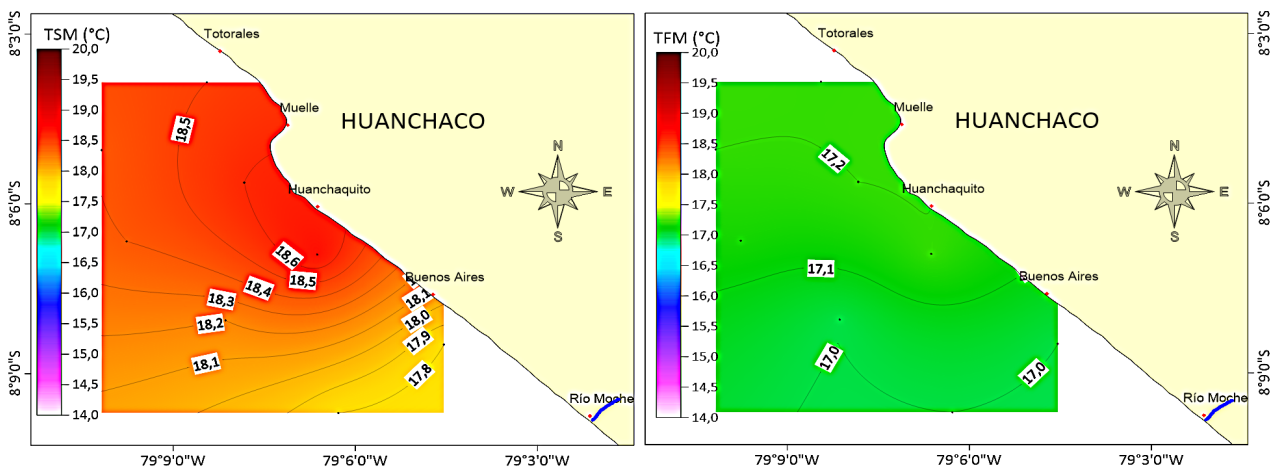 TSM (°C)
20,0
19,5
19,0
18,5
18,0
17,5
17,0
16,5
16,0
15,5
15,0
14,5
14,0
8°3'0"S
8°6'0"S
8°9'0"S
Totorales
Muelle
HUANCHACO
Huanchaquito
Buenos Aires
Río Moche
N
W E
S
18,5
18,6
18,5
18,4
18,3
18,2
18,1
18,1
18,0
17,9
17,8
79°9'0"W
79°6'0"W
79°3'0"W
TFM (°C)
20,0
19,5
19,0
18,5
18,0
17,5
17,0
16,5
16,0
15,5
15,0
14,5
14,0
Totorales
Muelle
HUANCHACO
Huanchaquito
Buenos Aires
Río Moche
N
W E
S
17,2
17,1
17,0
17,0
8°3'0"S
8°6'0"S
8°9'0"S
79°9'0"W
79°6'0"W
79°3'0"W